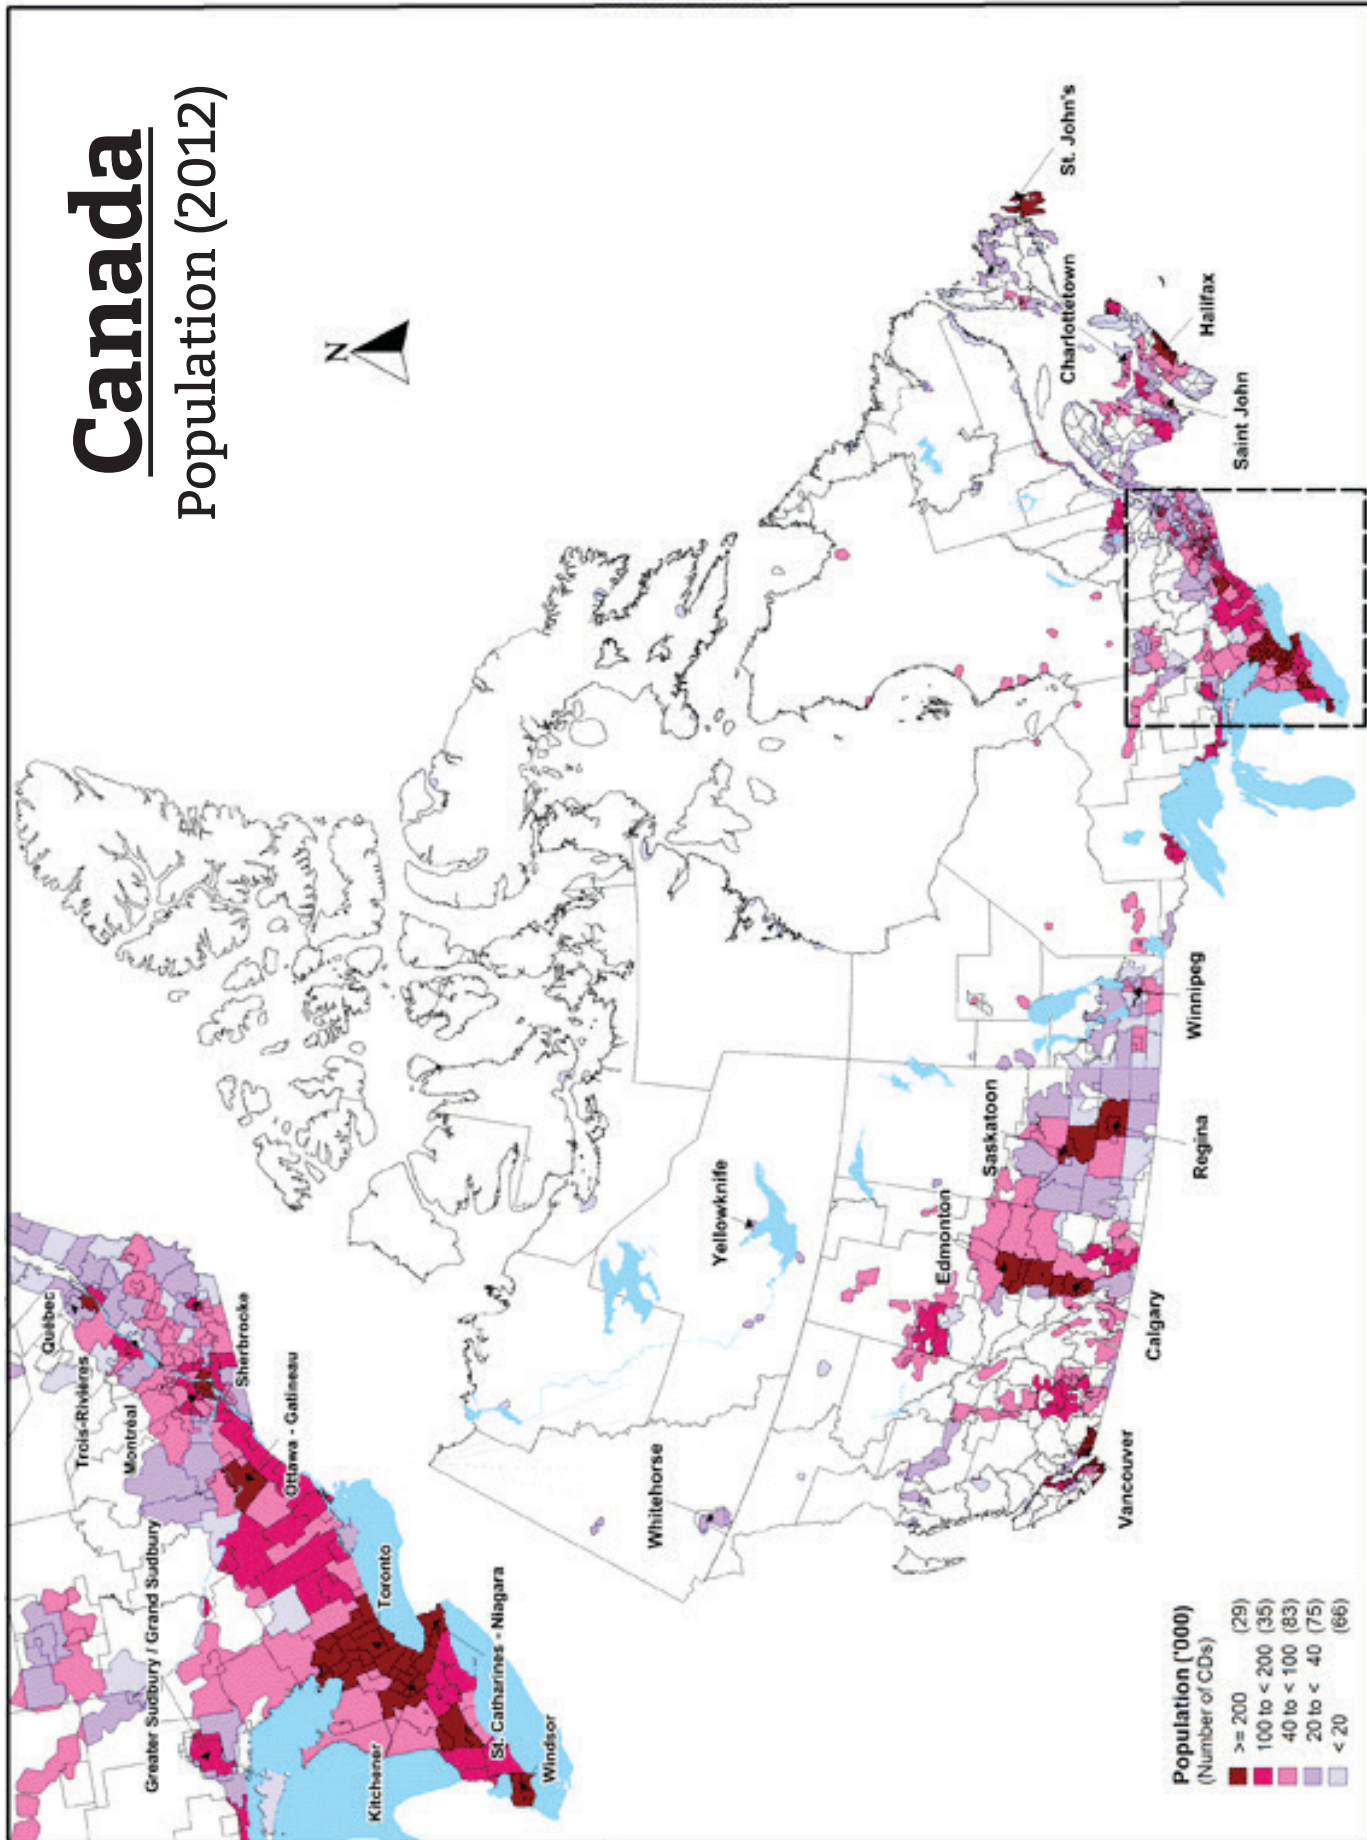 Canada
Population (2012)
N
Québec
Trois-Rivières
Montréal
Sherbrooke
Ottawa - Gatineau
Greater Sudbury / Grand Sudbury
Toronto
Kitchener
St. Catharines - Niagara
Windsor
Whitehorse
Yellowknife
Vancouver
Edmonton
Calgary
Saskatoon
Regina
Winnipeg
Charlottetown
St. John's
Halifax
Saint John
Population ('000)
(Number of CDs)
>= 200 (29)
100 to < 200 (35)
40 to < 100 (83)
20 to < 40 (75)
< 20 (66)